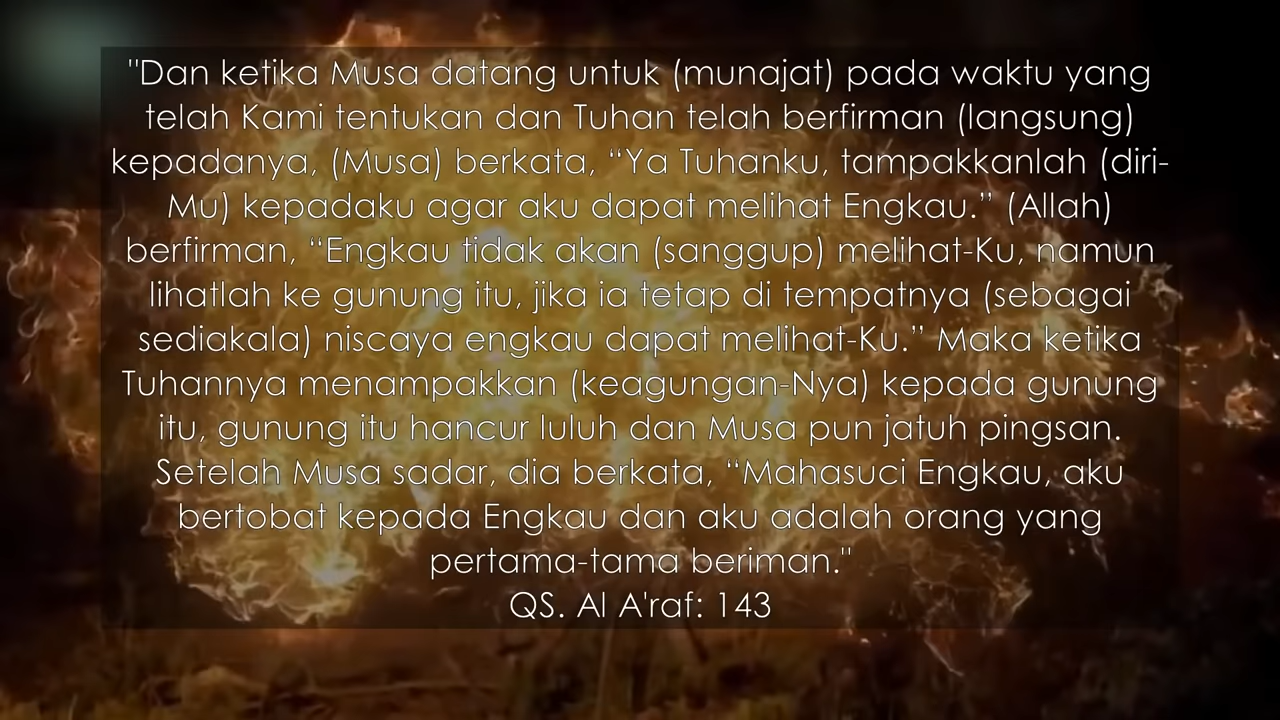 "Dan ketika Musa datang untuk (munajat) pada waktu yang
telah Kami tentukan dan Tuhan telah berfirman (langsung)
kepadanya, (Musa) berkata, “Ya Tuhanku, tampakkanlah (diri-
Mu) kepadaku agar aku dapat melihat Engkau.” (Allah)
berfirman, “Engkau tidak akan (sanggup) melihat-Ku, namun
lihatlah ke gunung itu, jika ia tetap di tempatnya (sebagai
sediakala) niscaya engkau dapat melihat-Ku.” Maka ketika
Tuhannya menampakkan (keagungan-Nya) kepada gunung
itu, gunung itu hancur luluh dan Musa pun jatuh pingsan.
Setelah Musa sadar, dia berkata, “Mahasuci Engkau, aku
bertobat kepada Engkau dan aku adalah orang yang
pertama-tama beriman."
QS. Al A'raf: 143